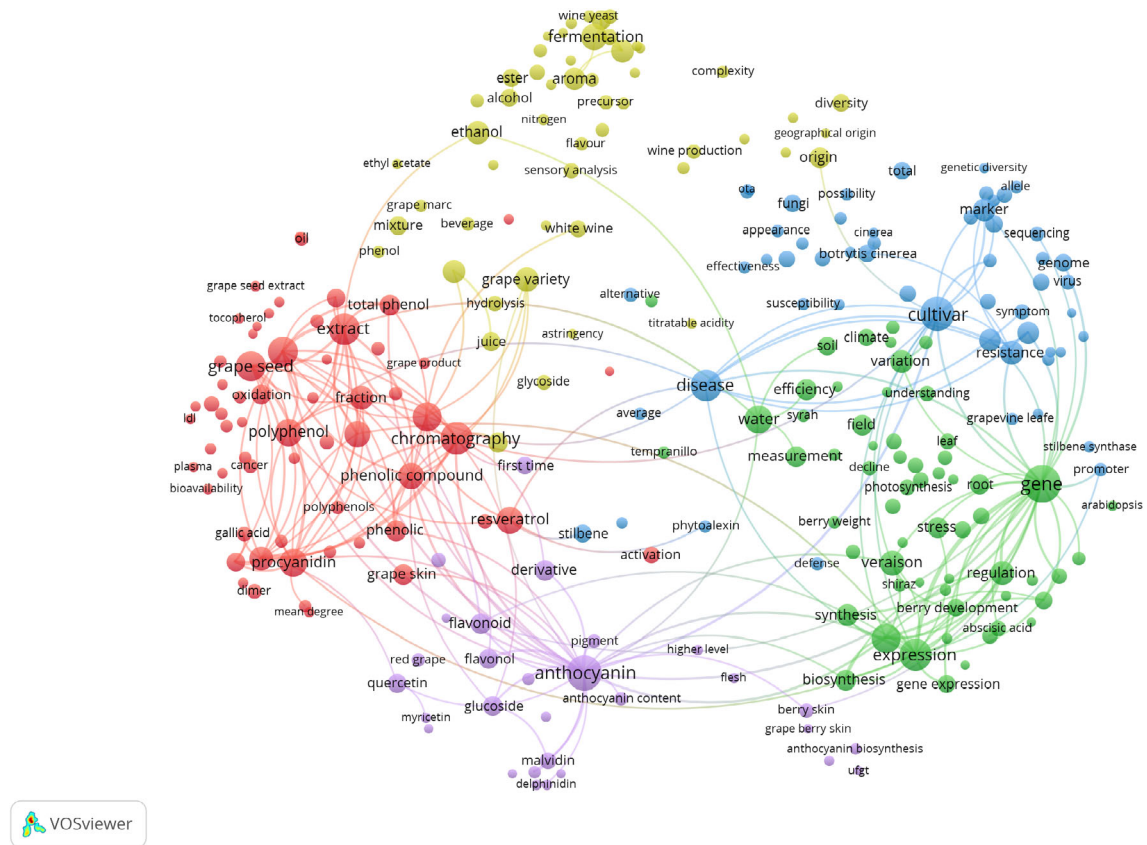 wine yeast
fermentation
complexity
ester
aroma
alcohol
precursor
diversity
nitrogen
ethanol
geographical origin
flavour
wine production
origin
ethyl acetate
sensory analysis
total
genetic diversity
ota
possibility
allele
grape marc
fungi
marker
mixture
beverage
white wine
appearance
cinerea
sequencing
oil
phenol
botrytis cinerea
effectiveness
genome
grape variety
virus
grape seed extract
total phenol
hydrolysis
alternative
susceptibility
tocopherol
extract
titratable acidity
cultivar
symptom
astringency
juice
soil
climate
grape seed
grape product
variation
resistance
oxidation
fraction
glycoside
disease
efficiency
understanding
ldl
average
syrah
grapevine leafe
polyphenol
chromatography
water
field
leaf
stilbene synthase
plasma
cancer
first time
tempranillo
measurement
decline
promoter
phenolic compound
bioavailability
photosynthesis
root
gene
arabidopsis
polyphenols
resveratrol
gallic acid
phenolic
stilbene
phytoalexin
berry weight
stress
procyanidin
activation
defense
veraison
grape skin
derivative
shiraz
regulation
dimer
mean degree
synthesis
berry development
flavonoid
abscisic acid
pigment
higher level
expression
red grape
flavonol
anthocyanin
flesh
biosynthesis
gene expression
quercetin
anthocyanin content
glucoside
berry skin
myricetin
grape berry skin
anthocyanin biosynthesis
malvidin
ufgt
delphinidin
VOSviewer